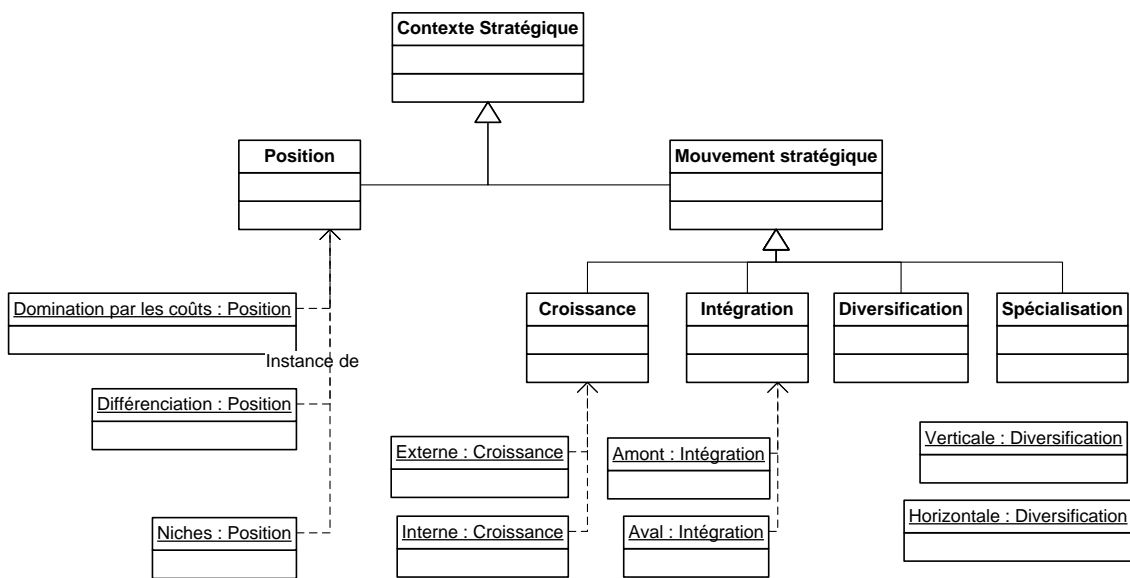 Contexte Stratégique
Position
Mouvement stratégique
Domination par les coûts : Position
Croissance
Intégration
Diversification
Spécialisation
Instance de
Différenciation : Position
Externe : Croissance
Amont : Intégration
Verticale : Diversification
Niches : Position
Interne : Croissance
Aval : Intégration
Horizontale : Diversification